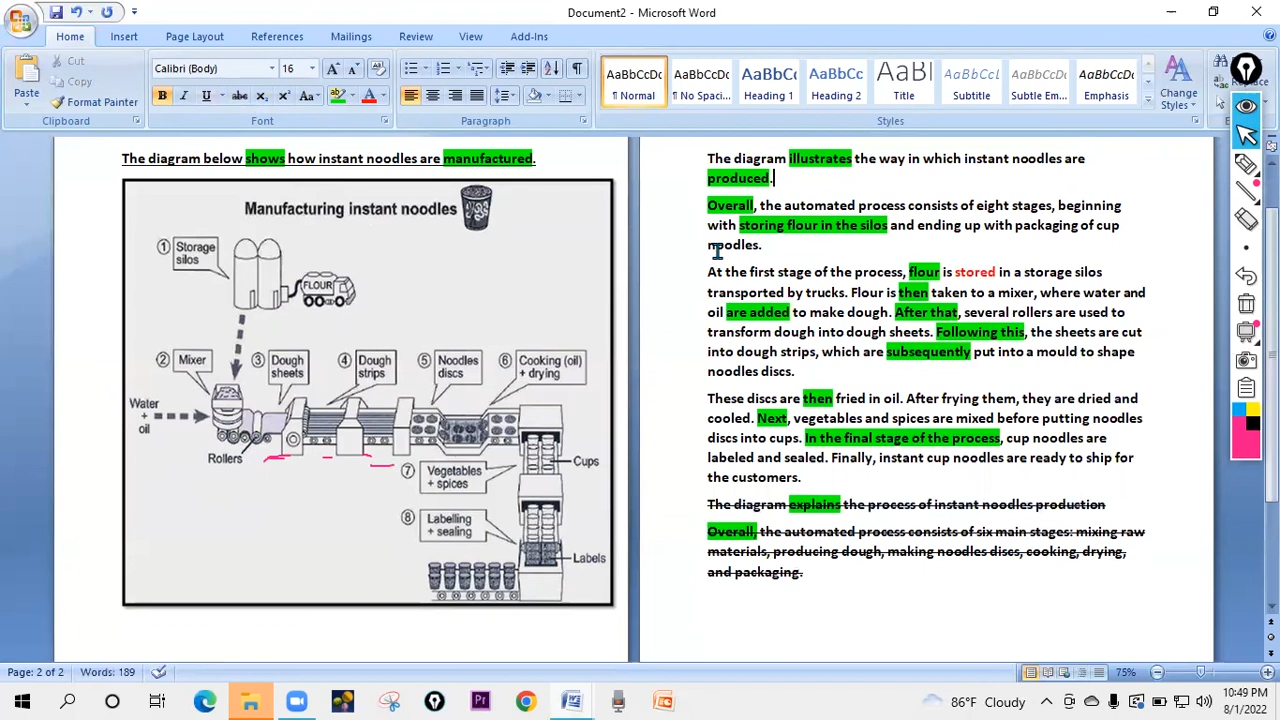 Document2 - Microsoft Word
Home Insert Page Layout References Mailings Review View Add-Ins
Cut
Copy
Format Painter
Paste
Clipboard
Calibri (Body) 16
Font
Paragraph
AaBbCcDc AaBbCcDc AaBbC AaBbCc AaBl AaBbCcL AaBbCcDc AaBbCcDc
¶ Normal ¶ No Spaci... Heading 1 Heading 2 Title Subtitle Subtle Em... Emphasis
Change
Styles
Styles
The diagram below shows how instant noodles are manufactured.
Manufacturing instant noodles
1 Storage
silos
FLOUR
2 Mixer
3 Dough
sheets
4 Dough
strips
5 Noodles
discs
6 Cooking (oil)
+ drying
Water
+
oil
Rollers
Cups
7 Vegetables
+ spices
8 Labelling
+ sealing
Labels
The diagram illustrates the way in which instant noodles are
produced.
Overall, the automated process consists of eight stages, beginning
with storing flour in the silos and ending up with packaging of cup
noodles.
At the first stage of the process, flour is stored in a storage silos
transported by trucks. Flour is then taken to a mixer, where water and
oil are added to make dough. After that, several rollers are used to
transform dough into dough sheets. Following this, the sheets are cut
into dough strips, which are subsequently put into a mould to shape
noodles discs.
These discs are then fried in oil. After frying them, they are dried and
cooled. Next, vegetables and spices are mixed before putting noodles
discs into cups. In the final stage of the process, cup noodles are
labeled and sealed. Finally, instant cup noodles are ready to ship for
the customers.
The diagram explains the process of instant noodles production
Overall, the automated process consists of six main stages: mixing raw
materials, producing dough, making noodles discs, cooking, drying,
and packaging.
Page: 2 of 2 Words: 189
75%
86°F Cloudy
10:49 PM
8/1/2022